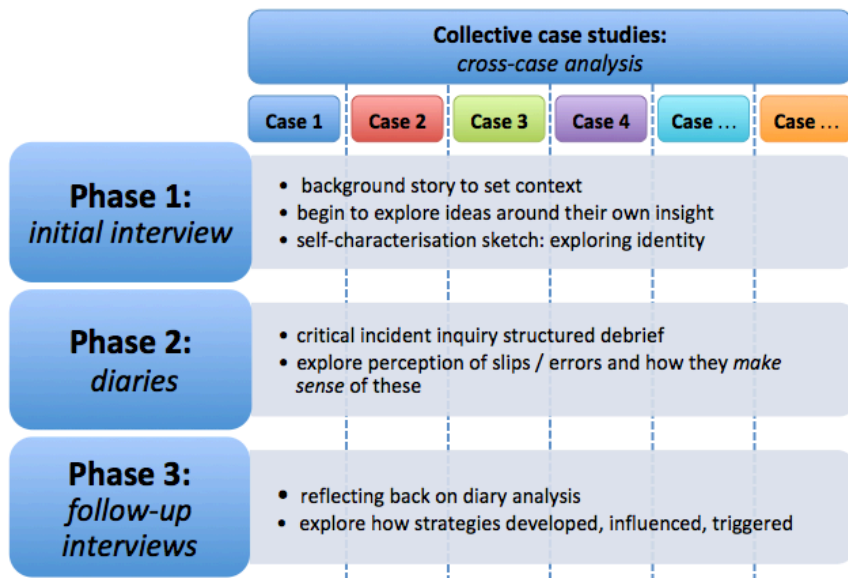 Collective case studies:
cross-case analysis
Case 1
Case 2
Case 3
Case 4
Case ...
Case ...
Phase 1:
initial interview
• background story to set context
• begin to explore ideas around their own insight
• self-characterisation sketch: exploring identity
Phase 2:
diaries
• critical incident inquiry structured debrief
• explore perception of slips / errors and how they make
sense of these
Phase 3:
follow-up
interviews
• reflecting back on diary analysis
• explore how strategies developed, influenced, triggered